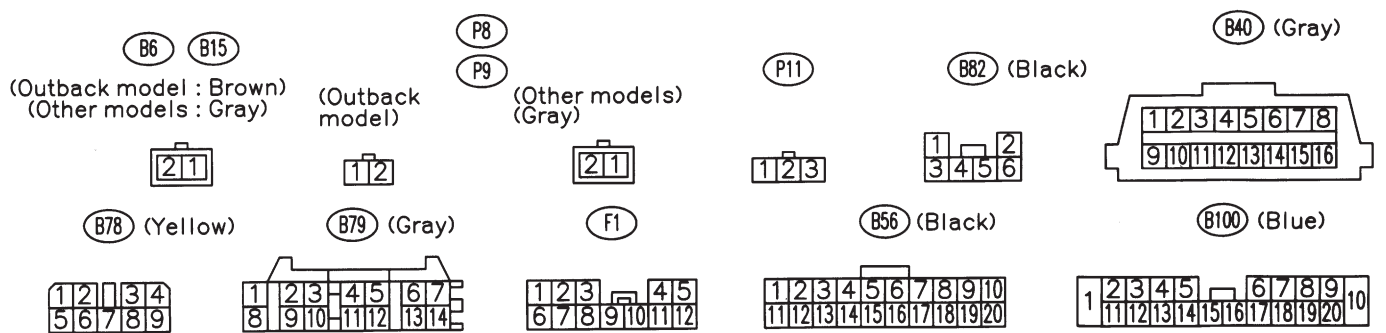 B6 B15
(Outback model : Brown)
(Other models : Gray)
2 1
P8
P9
(Outback
model)
1 2
(Other models)
(Gray)
2 1
P11
1 2 3
B82 (Black)
1 2
3 4 5 6
B40 (Gray)
1 2 3 4 5 6 7 8
9 10 11 12 13 14 15 16
B78 (Yellow)
1 2 3 4
5 6 7 8 9
B79 (Gray)
1 2 3 4 5 6 7
8 9 10 11 12 13 14
F1
1 2 3 4 5
6 7 8 9 10 11 12
B56 (Black)
1 2 3 4 5 6 7 8 9 10
11 12 13 14 15 16 17 18 19 20
B100 (Blue)
1 2 3 4 5 6 7 8 9 10
11 12 13 14 15 16 17 18 19 20